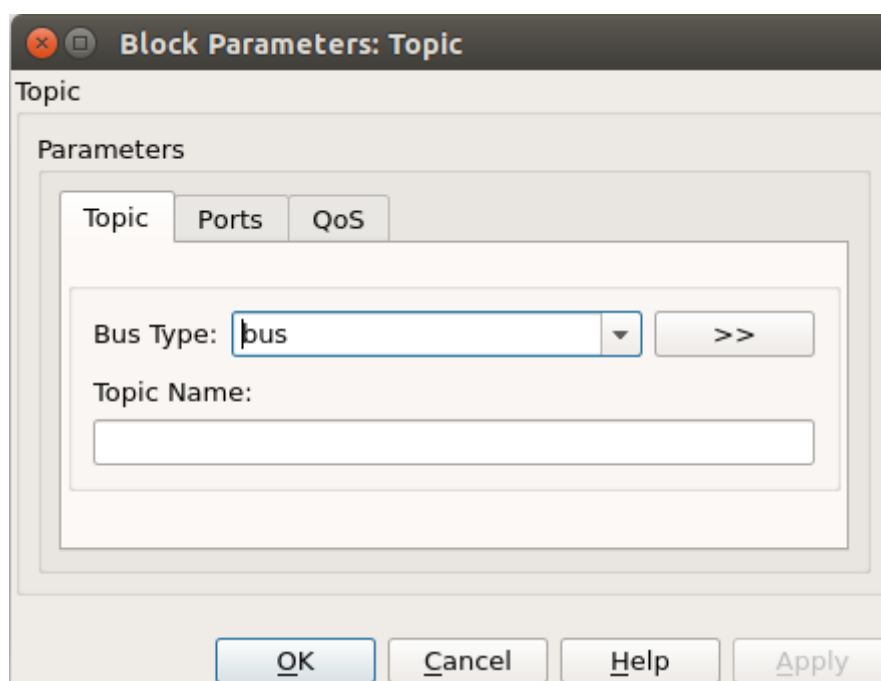 Block Parameters: Topic
Topic
Parameters
Topic Ports QoS
Bus Type: bus >>
Topic Name:
OK Cancel Help Apply